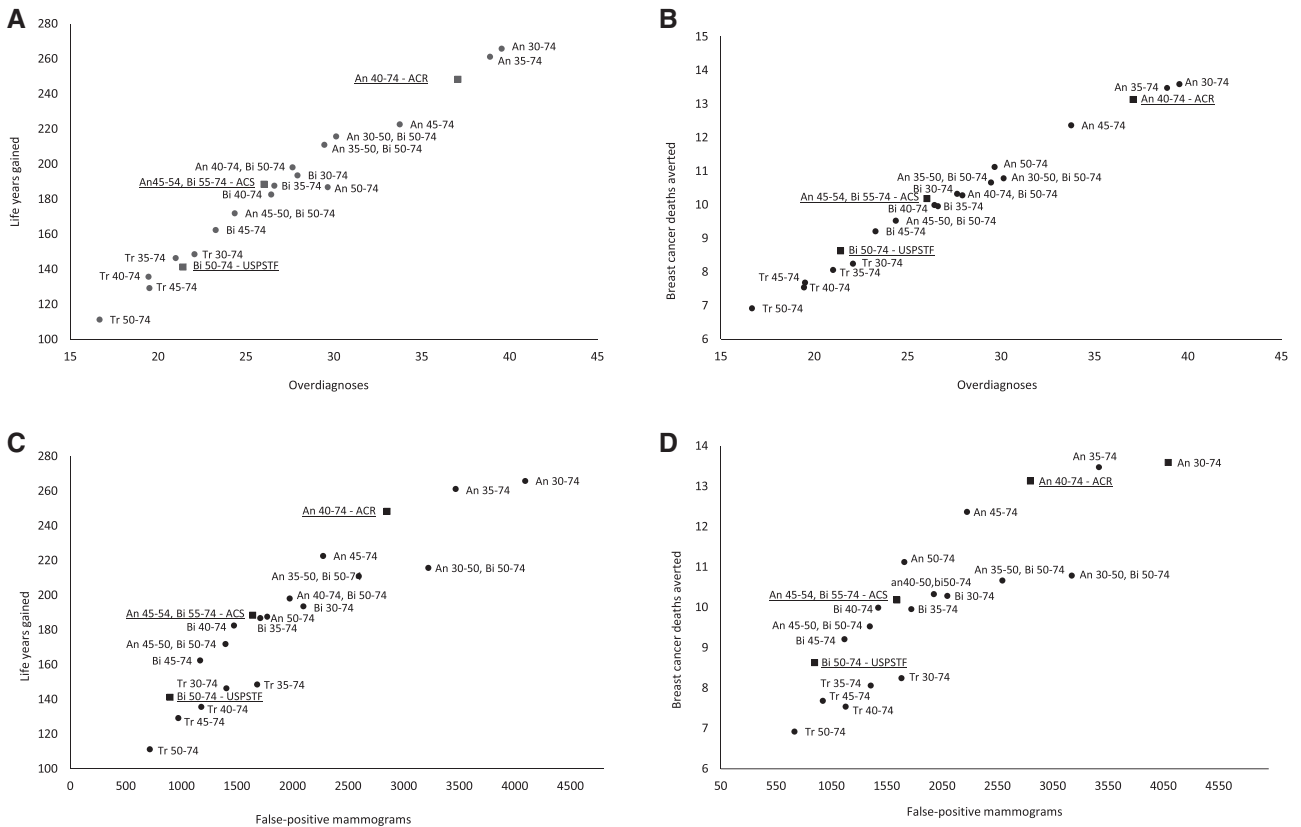 A
280
260
240
220
200
180
160
140
120
100
Life years gained
An 30-74
An 35-74
An 40-74 - ACR
An 45-74
An 30-50, Bi 50-74
An 35-50, Bi 50-74
An 40-74, Bi 50-74
Bi 30-74
An45-54, Bi 55-74 - ACS
Bi 35-74
An 50-74
Bi 40-74
An 45-50, Bi 50-74
Bi 45-74
Tr 35-74
Tr 30-74
Bi 50-74 - USPSTF
Tr 40-74
Tr 45-74
Tr 50-74
15 20 25 30 35 40 45
Overdiagnoses
B
15
14
13
12
11
10
9
8
7
6
Breast cancer deaths averted
An 35-74
An 30-74
An 40-74 - ACR
An 45-74
An 50-74
An 35-50, Bi 50-74
An 30-50, Bi 50-74
Bi 30-74
An 40-74, Bi 50-74
An 45-54, Bi 55-74 - ACS
Bi 40-74
Bi 35-74
An 45-50, Bi 50-74
Bi 45-74
Bi 50-74 - USPSTF
Tr 30-74
Tr 35-74
Tr 45-74
Tr 40-74
Tr 50-74
15 20 25 30 35 40 45
Overdiagnoses
C
280
260
240
220
200
180
160
140
120
100
Life years gained
An 30-74
An 35-74
An 40-74 - ACR
An 45-74
An 35-50, Bi 50-74
An 30-50, Bi 50-74
An 40-74, Bi 50-74
Bi 30-74
An 45-54, Bi 55-74 - ACS
An 50-74
Bi 40-74
Bi 35-74
An 45-50, Bi 50-74
Bi 45-74
Tr 30-74
Tr 35-74
Bi 50-74 - USPSTF
Tr 40-74
Tr 45-74
Tr 50-74
0 500 1000 1500 2000 2500 3000 3500 4000 4500
False-positive mammograms
D
14
13
12
11
10
9
8
7
6
Breast cancer deaths averted
An 35-74
An 30-74
An 40-74 - ACR
An 45-74
An 50-74
An 35-50, Bi 50-74
An 30-50, Bi 50-74
an40-50,bi50-74
An 45-54, Bi 55-74 - ACS
Bi 30-74
Bi 40-74
Bi 35-74
An 45-50, Bi 50-74
Bi 45-74
Bi 50-74 - USPSTF
Tr 30-74
Tr 35-74
Tr 45-74
Tr 40-74
Tr 50-74
50 550 1050 1550 2050 2550 3050 3550 4050 4550
False-positive mammograms